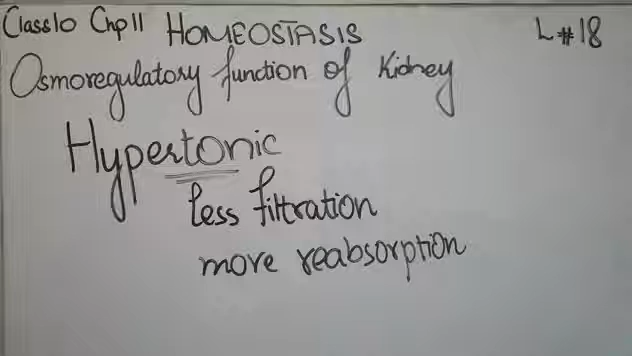 Class10 Chp11 HOMEOSTASIS L#18
Osmoregulatory function of Kidney
Hypertonic
less filtration
more reabsorption